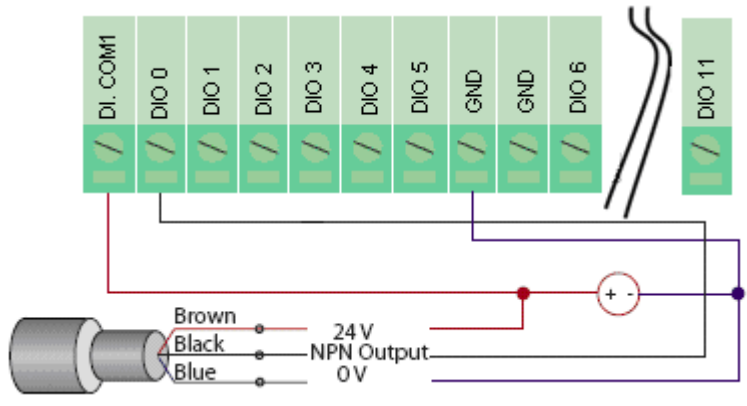 DI. COM1
DIO 0
DIO 1
DIO 2
DIO 3
DIO 4
DIO 5
GND
GND
DIO 6
DIO 11
+ -
Brown
24 V
Black
NPN Output
Blue
0 V